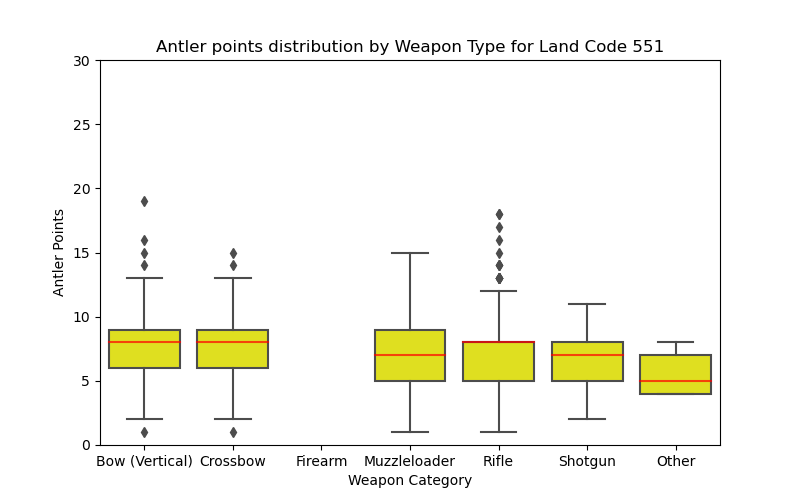 Antler points distribution by Weapon Type for Land Code 551
30
25
20
15
10
5
0
Antler Points
Bow (Vertical) Crossbow Firearm Muzzleloader Rifle Shotgun Other
Weapon Category